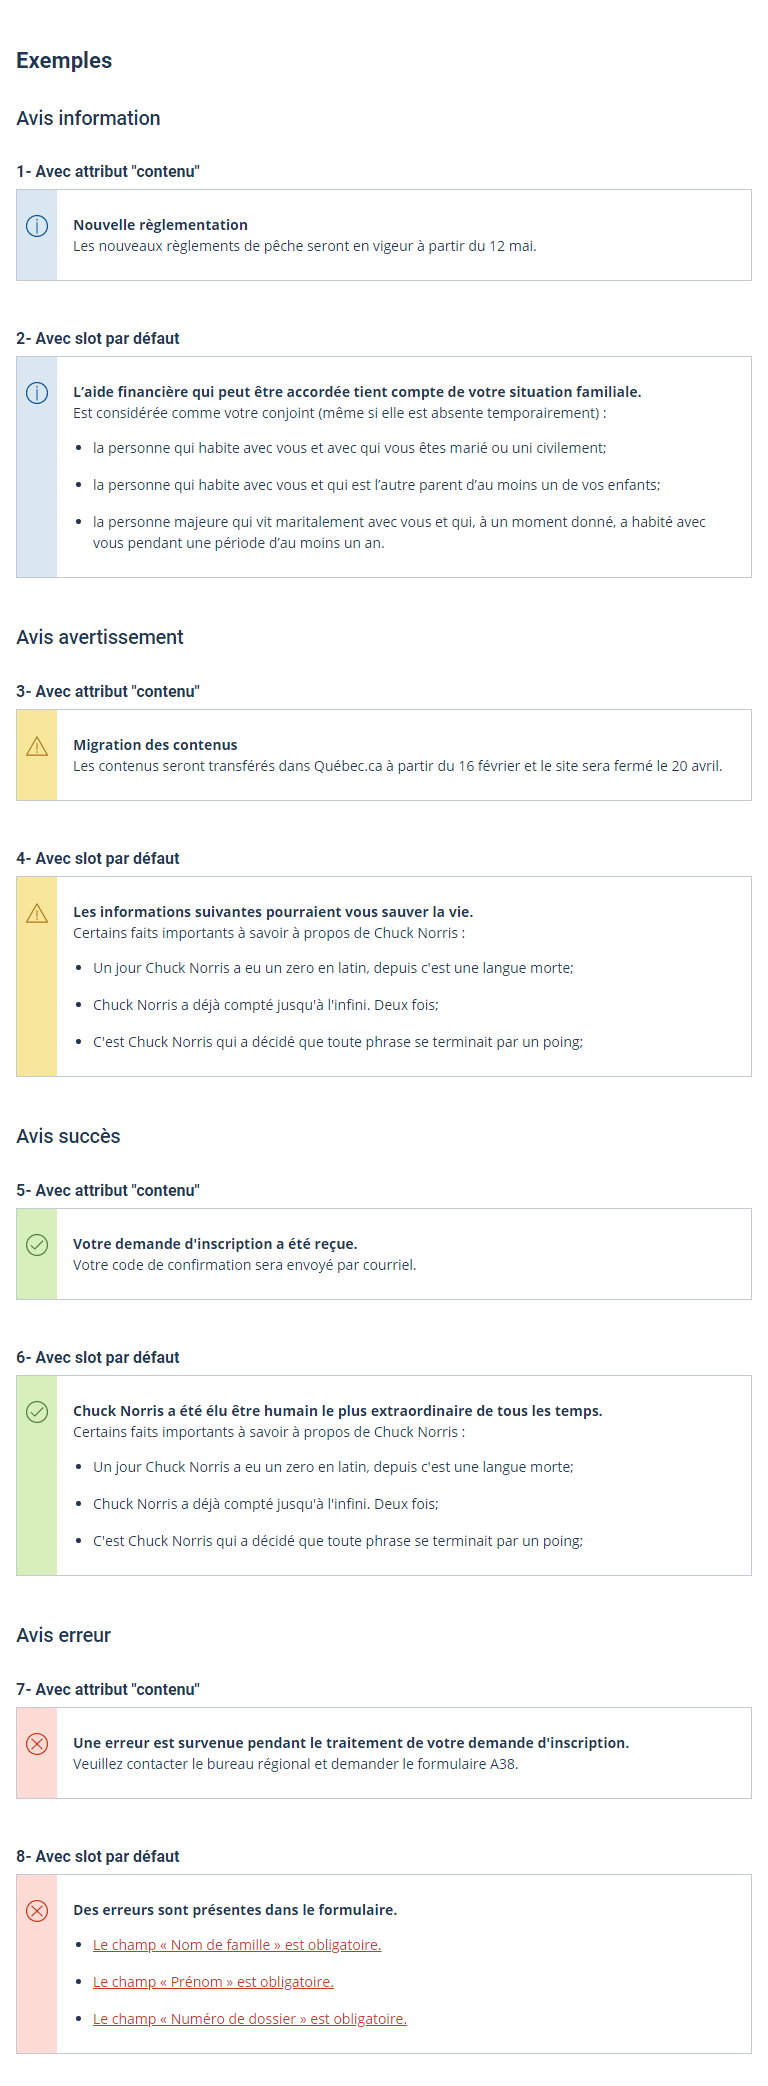 Exemples
Avis information
1- Avec attribut "contenu"
Nouvelle règlementation
Les nouveaux règlements de pêche seront en vigeur à partir du 12 mai.
2- Avec slot par défaut
L’aide financière qui peut être accordée tient compte de votre situation familiale.
Est considérée comme votre conjoint (même si elle est absente temporairement) :
• la personne qui habite avec vous et avec qui vous êtes marié ou uni civilement;
• la personne qui habite avec vous et qui est l’autre parent d’au moins un de vos enfants;
• la personne majeure qui vit maritalement avec vous et qui, à un moment donné, a habité avec
vous pendant une période d’au moins un an.
Avis avertissement
3- Avec attribut "contenu"
Migration des contenus
Les contenus seront transférés dans Québec.ca à partir du 16 février et le site sera fermé le 20 avril.
4- Avec slot par défaut
Les informations suivantes pourraient vous sauver la vie.
Certains faits importants à savoir à propos de Chuck Norris :
• Un jour Chuck Norris a eu un zero en latin, depuis c'est une langue morte;
• Chuck Norris a déjà compté jusqu'à l'infini. Deux fois;
• C'est Chuck Norris qui a décidé que toute phrase se terminait par un poing;
Avis succès
5- Avec attribut "contenu"
Votre demande d'inscription a été reçue.
Votre code de confirmation sera envoyé par courriel.
6- Avec slot par défaut
Chuck Norris a été élu être humain le plus extraordinaire de tous les temps.
Certains faits importants à savoir à propos de Chuck Norris :
• Un jour Chuck Norris a eu un zero en latin, depuis c'est une langue morte;
• Chuck Norris a déjà compté jusqu'à l'infini. Deux fois;
• C'est Chuck Norris qui a décidé que toute phrase se terminait par un poing;
Avis erreur
7- Avec attribut "contenu"
Une erreur est survenue pendant le traitement de votre demande d'inscription.
Veuillez contacter le bureau régional et demander le formulaire A38.
8- Avec slot par défaut
Des erreurs sont présentes dans le formulaire.
• Le champ « Nom de famille » est obligatoire.
• Le champ « Prénom » est obligatoire.
• Le champ « Numéro de dossier » est obligatoire.